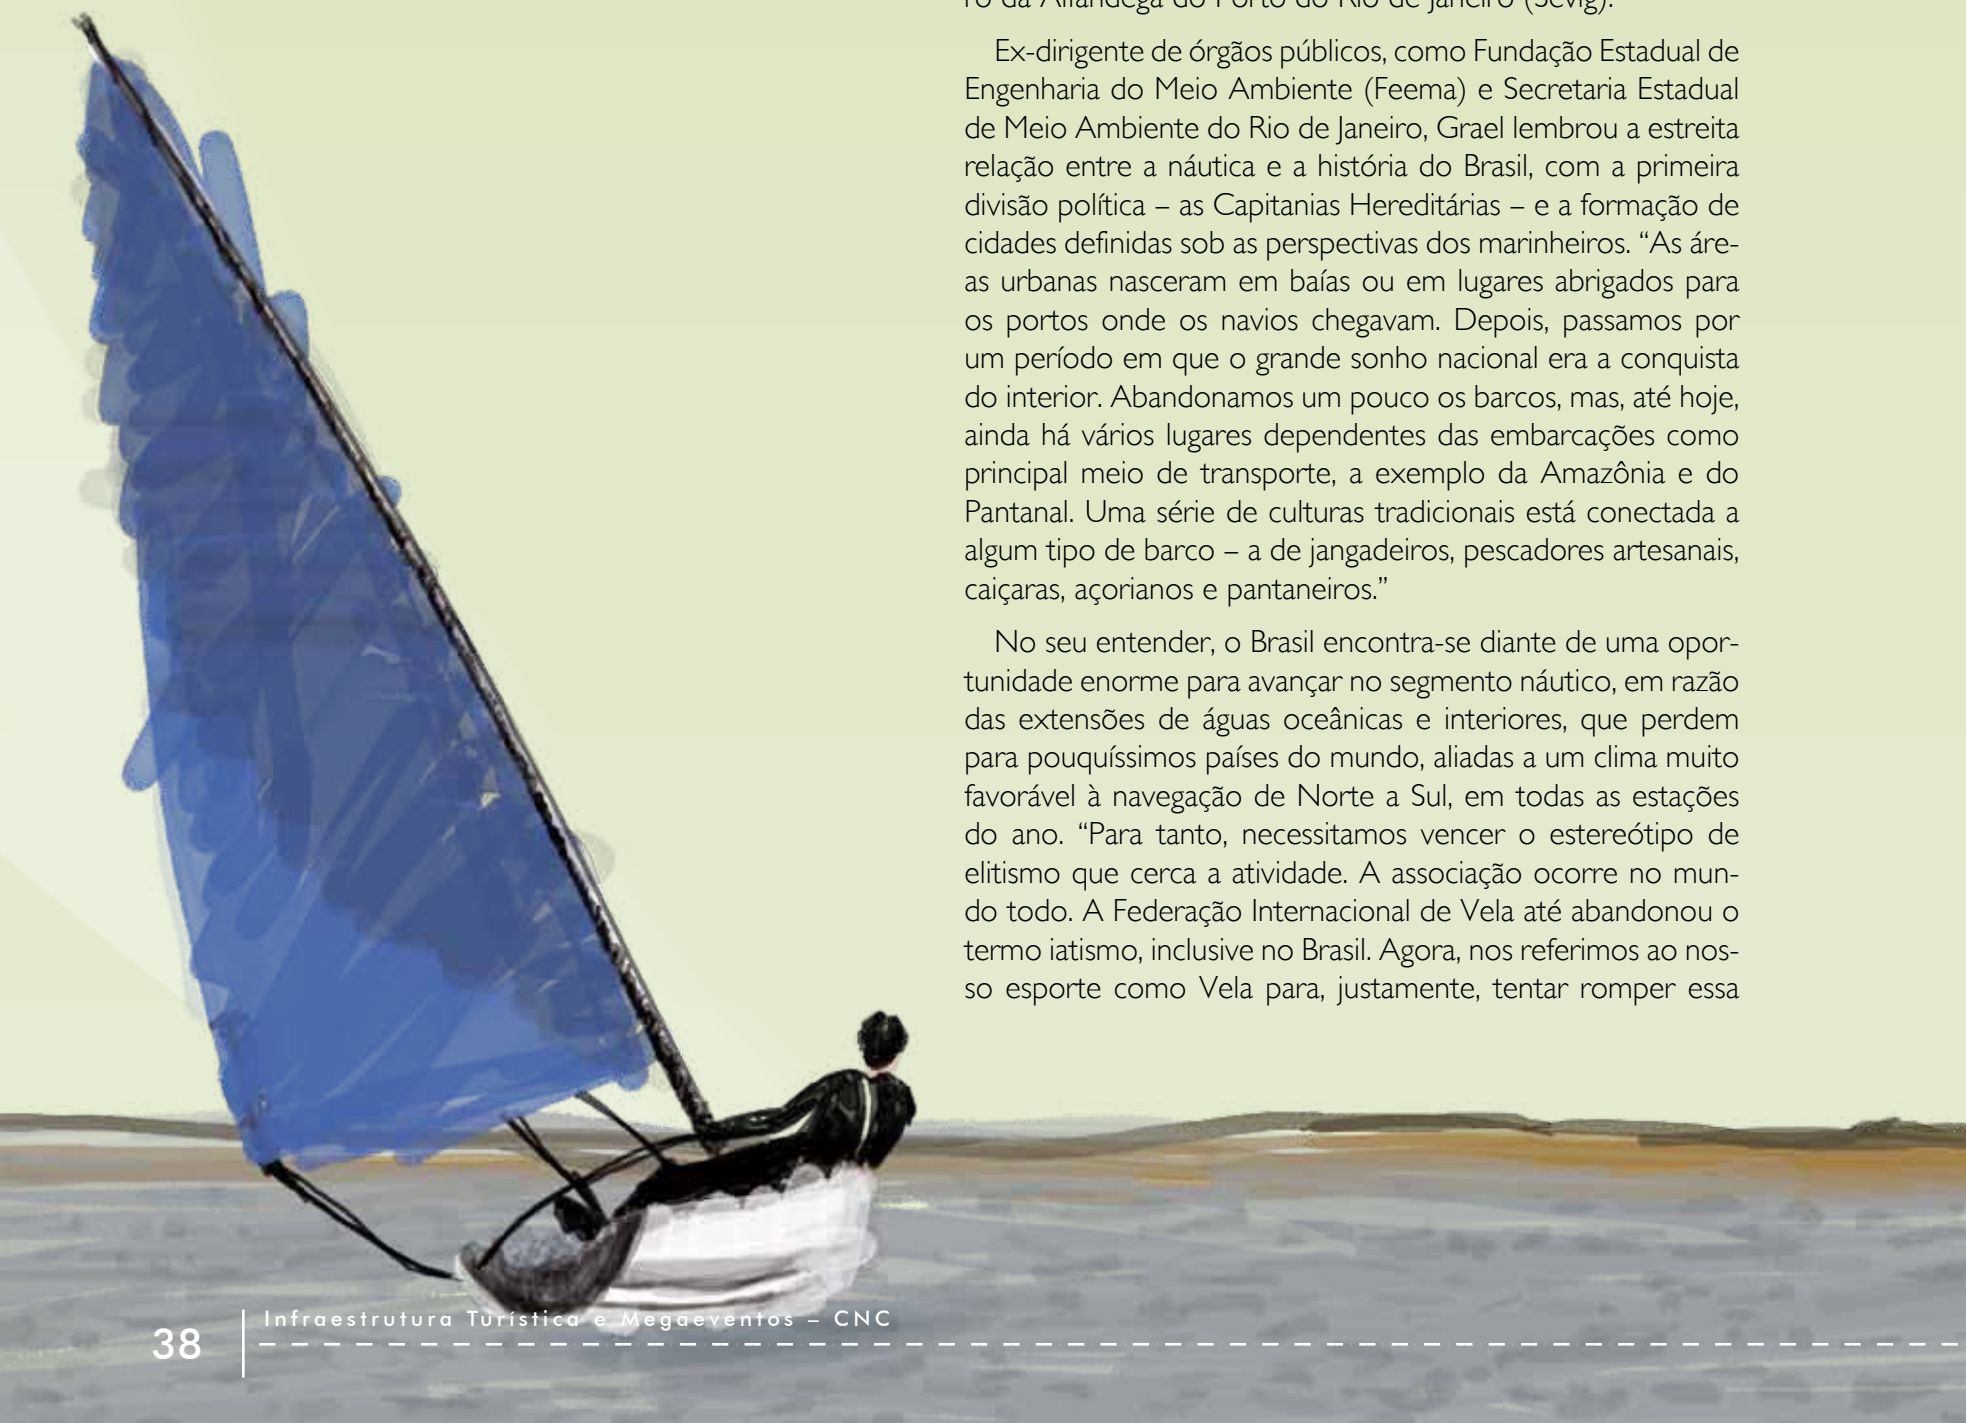 ro da Alfândega do Porto do Rio de Janeiro (Sevig).
Ex-dirigente de órgãos públicos, como Fundação Estadual de
Engenharia do Meio Ambiente (Feema) e Secretaria Estadual
de Meio Ambiente do Rio de Janeiro, Grael lembrou a estreita
relação entre a náutica e a história do Brasil, com a primeira
divisão política – as Capitanias Hereditárias – e a formação de
cidades definidas sob as perspectivas dos marinheiros. “As áre-
as urbanas nasceram em baías ou em lugares abrigados para
os portos onde os navios chegavam. Depois, passamos por
um período em que o grande sonho nacional era a conquista
do interior. Abandonamos um pouco os barcos, mas, até hoje,
ainda há vários lugares dependentes das embarcações como
principal meio de transporte, a exemplo da Amazônia e do
Pantanal. Uma série de culturas tradicionais está conectada a
algum tipo de barco – a de jangadeiros, pescadores artesanais,
caiçaras, açorianos e pantaneiros.”
No seu entender, o Brasil encontra-se diante de uma opor-
tunidade enorme para avançar no segmento náutico, em razão
das extensões de águas oceânicas e interiores, que perdem
para pouquíssimos países do mundo, aliadas a um clima muito
favorável à navegação de Norte a Sul, em todas as estações
do ano. “Para tanto, necessitamos vencer o estereótipo de
elitismo que cerca a atividade. A associação ocorre no mun-
do todo. A Federação Internacional de Vela até abandonou o
termo iatismo, inclusive no Brasil. Agora, nos referimos ao nos-
so esporte como Vela para, justamente, tentar romper essa
Infraestrutura Turística e Megaeventos – CNC
38